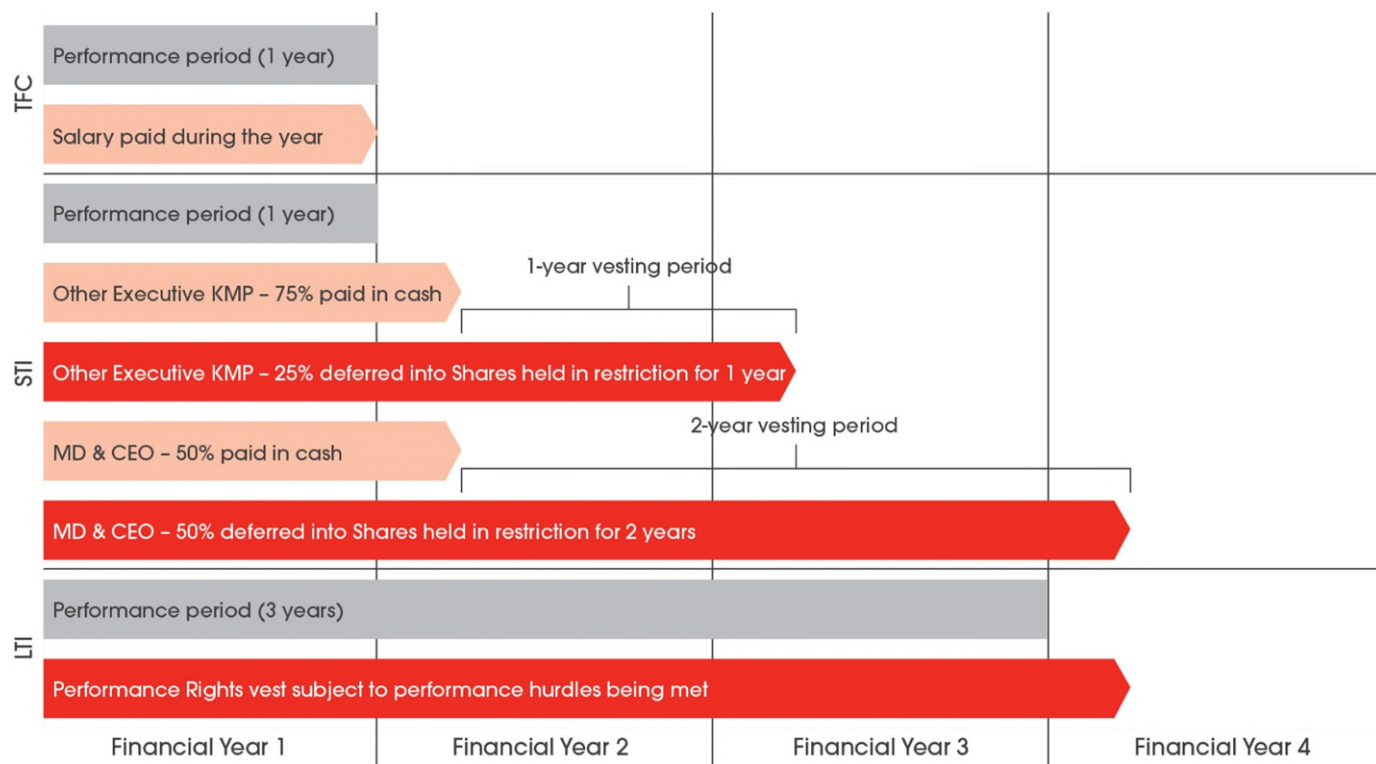 TFC
Performance period (1 year)
Salary paid during the year
STI
Performance period (1 year)
Other Executive KMP – 75% paid in cash
1-year vesting period
Other Executive KMP – 25% deferred into Shares held in restriction for 1 year
MD & CEO – 50% paid in cash
2-year vesting period
MD & CEO – 50% deferred into Shares held in restriction for 2 years
LTI
Performance period (3 years)
Performance Rights vest subject to performance hurdles being met
Financial Year 1
Financial Year 2
Financial Year 3
Financial Year 4